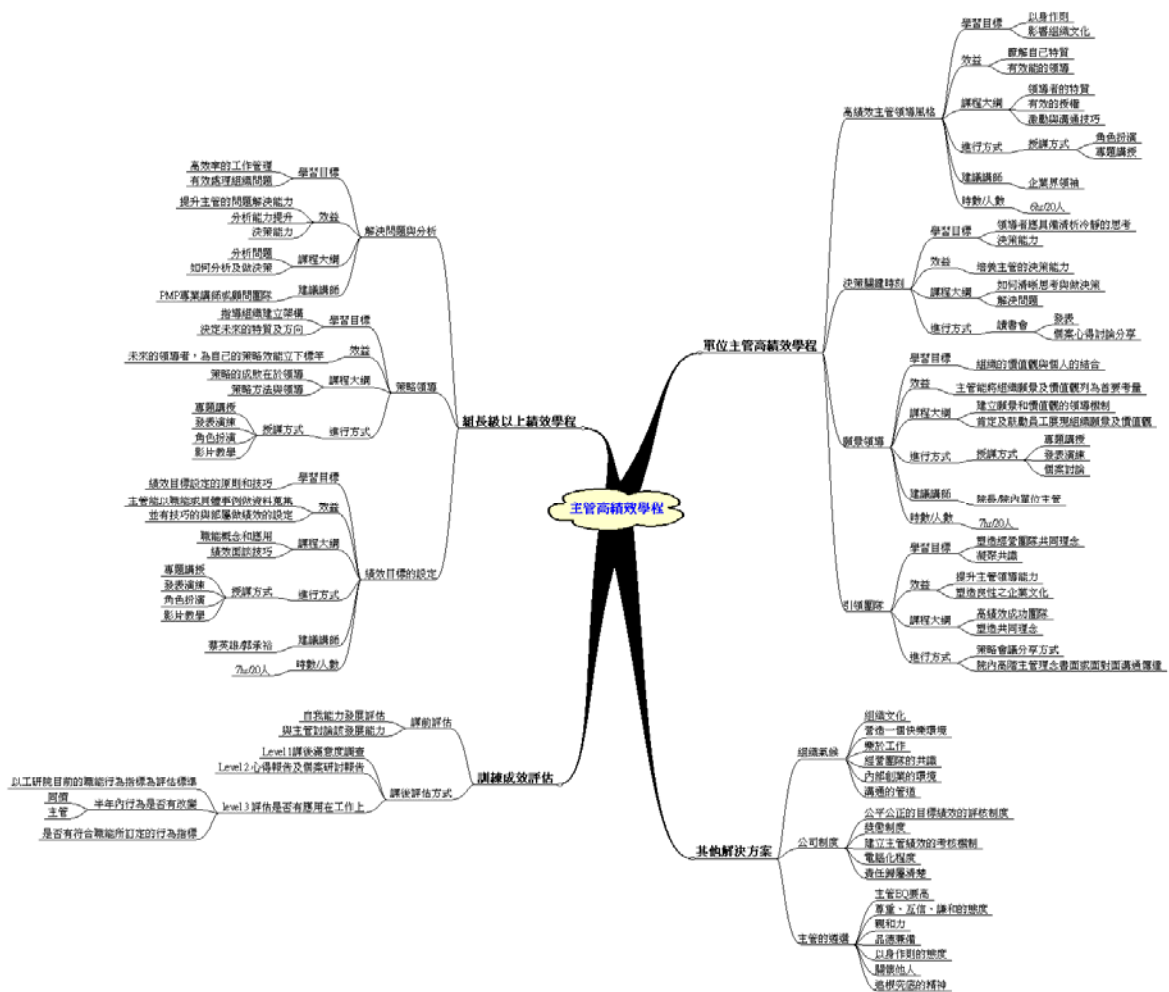 主管高績效學程
單位主管高績效學程
高績效主管領導風格
學習目標
以身作則
影響組織文化
效益
瞭解自己特質
有效能的領導
課程大綱
領導者的特質
有效的授權
激勵與溝通技巧
進行方式
授課方式
角色扮演
專題講授
建議講師
企業界領袖
時數/人數
6hr/20人
決策關鍵時刻
學習目標
領導者應具備清析冷靜的思考
決策能力
效益
培養主管的決策能力
課程大綱
如何清晰思考與做決策
解決問題
進行方式
讀書會
發表
個案心得討論分享
願景領導
學習目標
組織的價值觀與個人的結合
效益
主管能將組織願景及價值觀列為首要考量
課程大綱
建立願景和價值觀的領導機制
肯定及鼓勵員工展現組織願景及價值觀
進行方式
授課方式
專題講授
發表演練
個案討論
建議講師
院長/院內單位主管
時數/人數
7hr/20人
引領團隊
學習目標
塑造經營團隊共同理念
凝聚共識
效益
提升主管領導能力
塑造良性之企業文化
課程大綱
高績效成功團隊
塑造共同理念
進行方式
策略會議分享方式
院內高階主管理念書面或面對面溝通傳達
其他解決方案
組織氣候
組織文化
營造一個快樂環境
樂於工作
經營團隊的共識
內部創業的環境
溝通的管道
公司制度
公平公正的目標績效的評核制度
獎勵制度
建立主管績效的考核機制
電腦化程度
責任歸屬清楚
主管的遴選
主管EQ要高
尊重、互信、謙和的態度
親和力
品德兼備
以身作則的態度
關懷他人
追根究底的精神
組長級以上績效學程
解決問題與分析
學習目標
高效率的工作管理
有效處理組織問題
效益
提升主管的問題解決能力
分析能力提升
決策能力
課程大綱
分析問題
如何分析及做決策
建議講師
PMP專業講師或顧問團隊
策略領導
學習目標
指導組織建立架構
決定未來的特質及方向
效益
未來的領導者，為自己的策略效能立下標竿
課程大綱
策略的成敗在於領導
策略方法與領導
進行方式
授課方式
專題講授
發表演練
角色扮演
影片教學
績效目標的設定
學習目標
績效目標設定的原則和技巧
效益
主管能以職能或具體事例做資料蒐集
並有技巧的與部屬做績效的設定
課程大綱
職能概念和應用
績效面談技巧
進行方式
授課方式
專題講授
發表演練
角色扮演
影片教學
建議講師
蔡英雄/郭承裕
時數/人數
7hr/20人
訓練成效評估
課前評估
自我能力發展評估
與主管討論該發展能力
課後評估方式
Level 1課後滿意度調查
Level 2 心得報告及個案研討報告
level 3 評估是否有應用在工作上
以工研院目前的職能行為指標為評估標準
半年內行為是否有改變
同儕
主管
是否有符合職能所訂定的行為指標